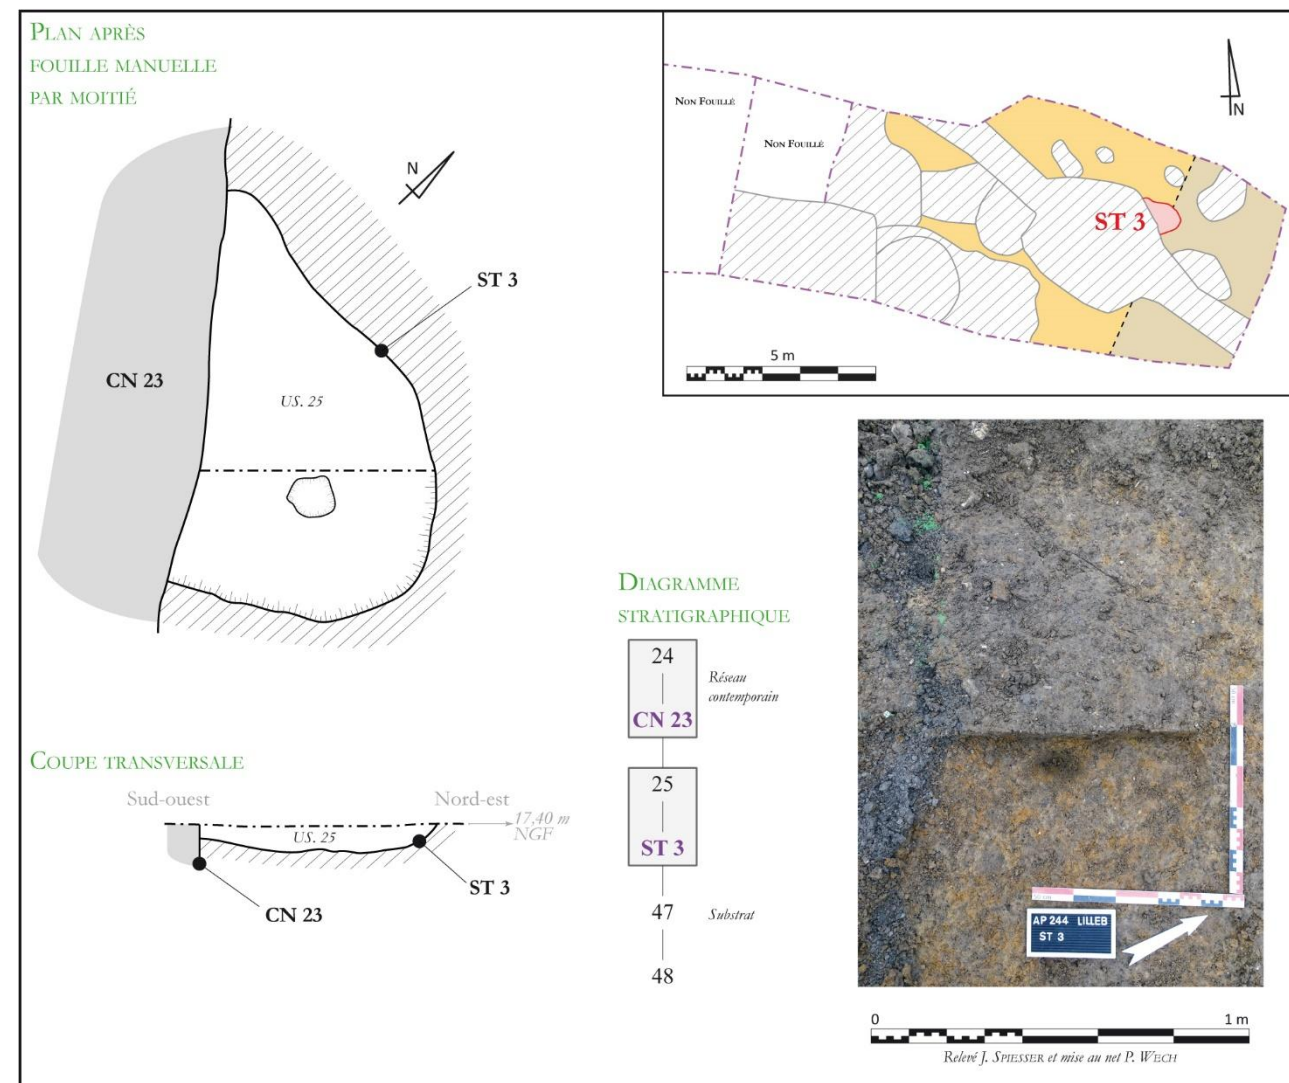 PLAN APRÈS
FOUILLE MANUELLE
PAR MOITIÉ
N
ST 3
CN 23
US. 25
NON FOUILLÉ
NON FOUILLÉ
N
ST 3
5 m
DIAGRAMME
STRATIGRAPHIQUE
24
CN 23
Réseau
contemporain
25
ST 3
47
Substrat
48
COUPE TRANSVERSALE
Sud-ouest
Nord-est
17,40 m
NGF
US. 25
ST 3
CN 23
AP 244 LILLEB
ST 3
0
1 m
Relevé J. SPIESSER et mise au net P. WECH